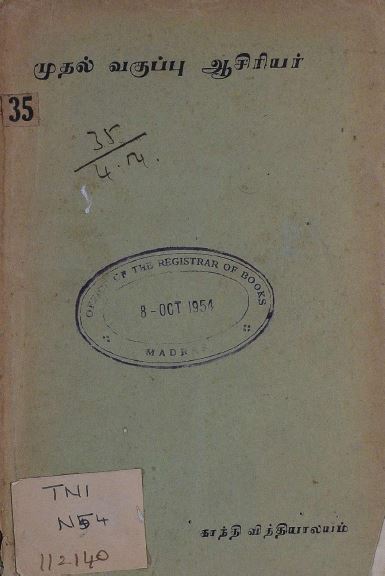 முதல் வகுப்பு ஆசிரியர்
35
35
OFFICE OF THE REGISTRAR OF BOOKS
8-OCT 1954
MADRAS
TN1
N54
112140
காந்தி வித்தியாலயம்